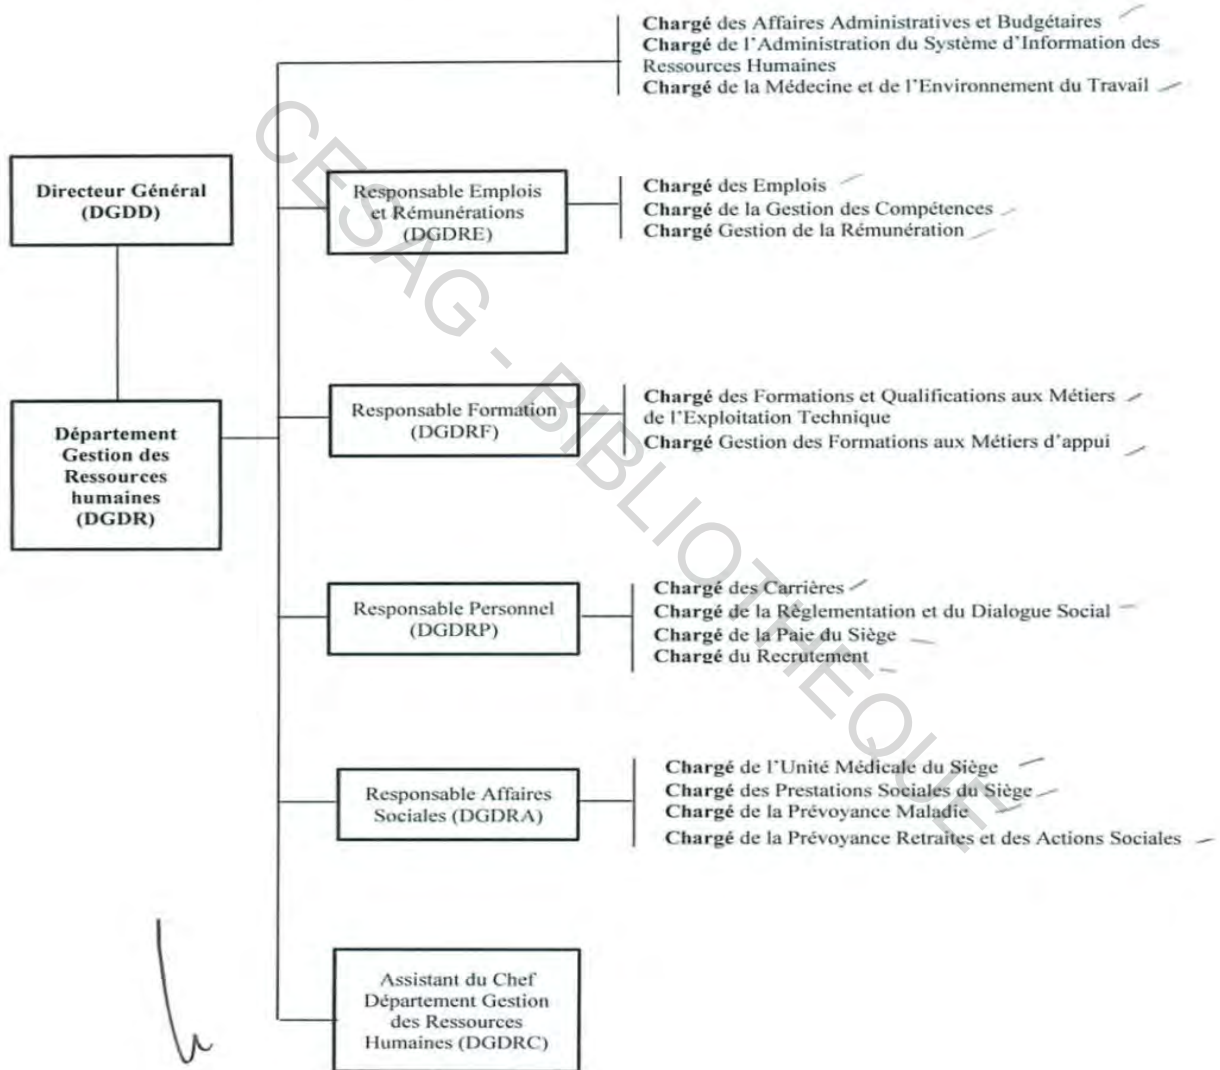 Chargé des Affaires Administratives et Budgétaires
Chargé de l'Administration du Système d'Information des
Ressources Humaines
Chargé de la Médecine et de l'Environnement du Travail
Directeur Général
(DGDD)
Responsable Emplois
et Rémunérations
(DGDRE)
Chargé des Emplois
Chargé de la Gestion des Compétences
Chargé Gestion de la Rémunération
Département
Gestion des
Ressources
humaines
(DGDR)
Responsable Formation
(DGDRF)
Chargé des Formations et Qualifications aux Métiers
de l'Exploitation Technique
Chargé Gestion des Formations aux Métiers d'appui
Responsable Personnel
(DGDRP)
Chargé des Carrières
Chargé de la Réglementation et du Dialogue Social
Chargé de la Paie du Siège
Chargé du Recrutement
Responsable Affaires
Sociales (DGDRA)
Chargé de l'Unité Médicale du Siège
Chargé des Prestations Sociales du Siège
Chargé de la Prévoyance Maladie
Chargé de la Prévoyance Retraites et des Actions Sociales
Assistant du Chef
Département Gestion
des Ressources
Humaines (DGDRC)
CESAG - BIBLIOTHEQUE